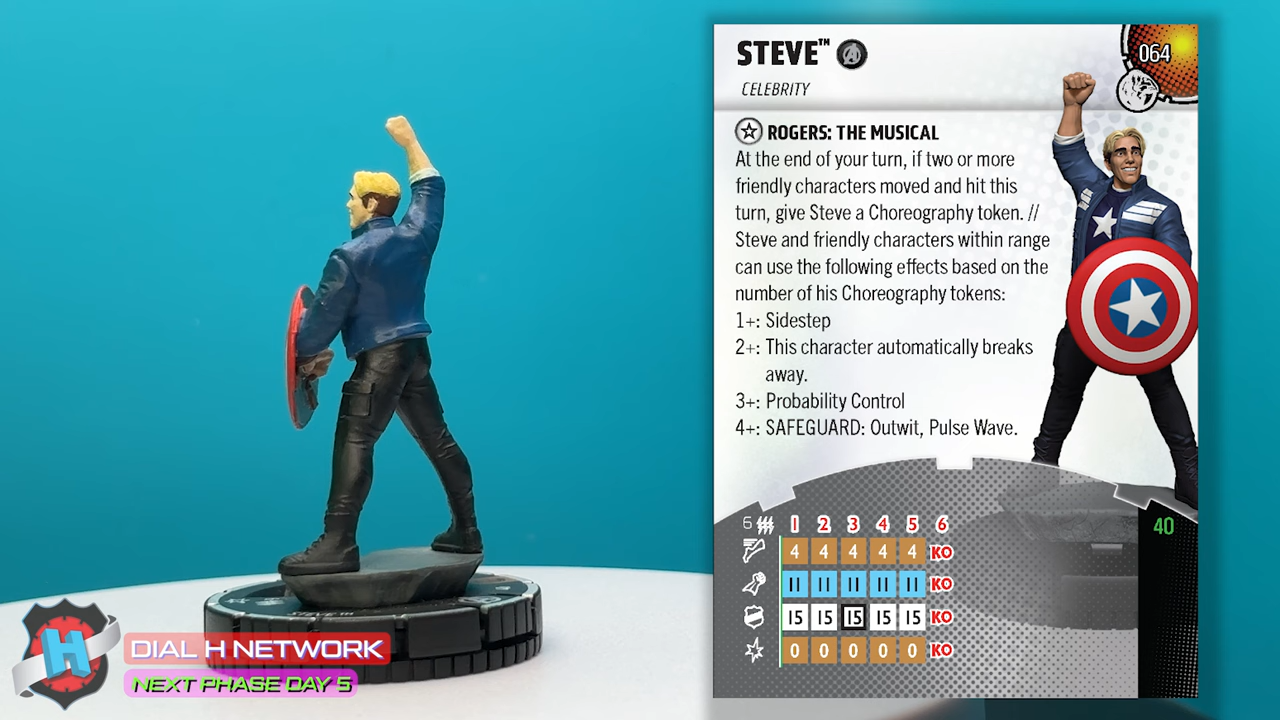 STEVE™
064
CELEBRITY
ROGERS: THE MUSICAL
At the end of your turn, if two or more
friendly characters moved and hit this
turn, give Steve a Choreography token. //
Steve and friendly characters within range
can use the following effects based on the
number of his Choreography tokens:
1+: Sidestep
2+: This character automatically breaks
away.
3+: Probability Control
4+: SAFEGUARD: Outwit, Pulse Wave.
6 1 2 3 4 5 6
40
4 4 4 4 4 KO
11 11 11 11 11 KO
15 15 15 15 15 KO
0 0 0 0 0 KO
STEVE™
H
DIAL H NETWORK
NEXT PHASE DAY 5